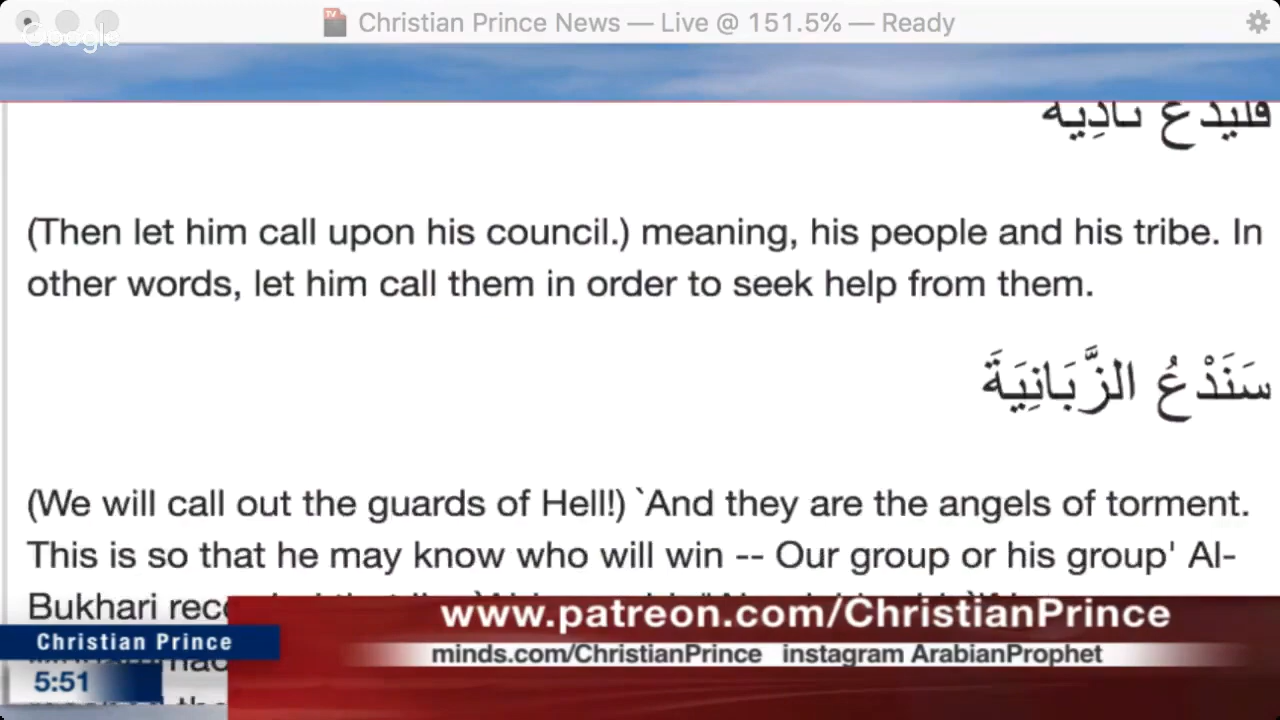 Christian Prince News — Live @ 151.5% — Ready
Google
فليدع ناديه
(Then let him call upon his council.) meaning, his people and his tribe. In
other words, let him call them in order to seek help from them.
سَنَدْعُ الزَّبَانِيَةَ
(We will call out the guards of Hell!) `And they are the angels of torment.
This is so that he may know who will win -- Our group or his group' Al-
Bukhari
www.patreon.com/ChristianPrince
Christian Prince
minds.com/ChristianPrince instagram ArabianProphet
5:51